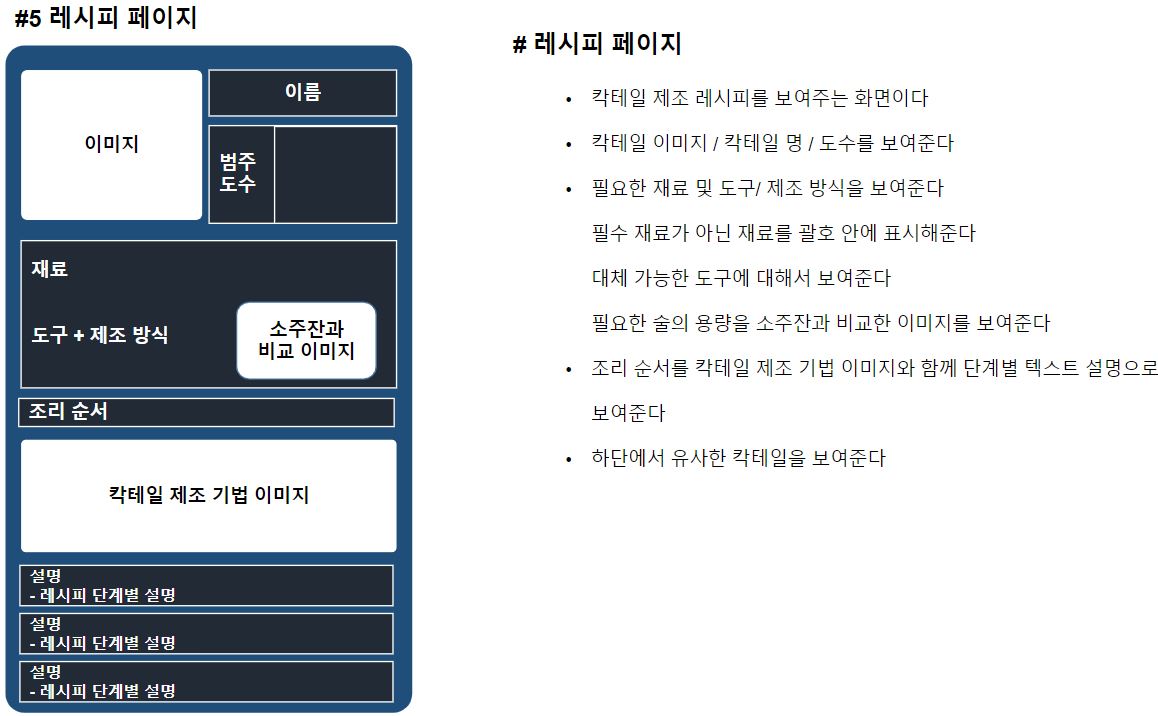 #5 레시피 페이지
이미지
이름
범주
도수
재료
도구 + 제조 방식
소주잔과
비교 이미지
조리 순서
칵테일 제조 기법 이미지
설명
- 레시피 단계별 설명
설명
- 레시피 단계별 설명
설명
- 레시피 단계별 설명
# 레시피 페이지
• 칵테일 제조 레시피를 보여주는 화면이다
• 칵테일 이미지 / 칵테일 명 / 도수를 보여준다
• 필요한 재료 및 도구/ 제조 방식을 보여준다
필수 재료가 아닌 재료를 괄호 안에 표시해준다
대체 가능한 도구에 대해서 보여준다
필요한 술의 용량을 소주잔과 비교한 이미지를 보여준다
• 조리 순서를 칵테일 제조 기법 이미지와 함께 단계별 텍스트 설명으로
보여준다
• 하단에서 유사한 칵테일을 보여준다